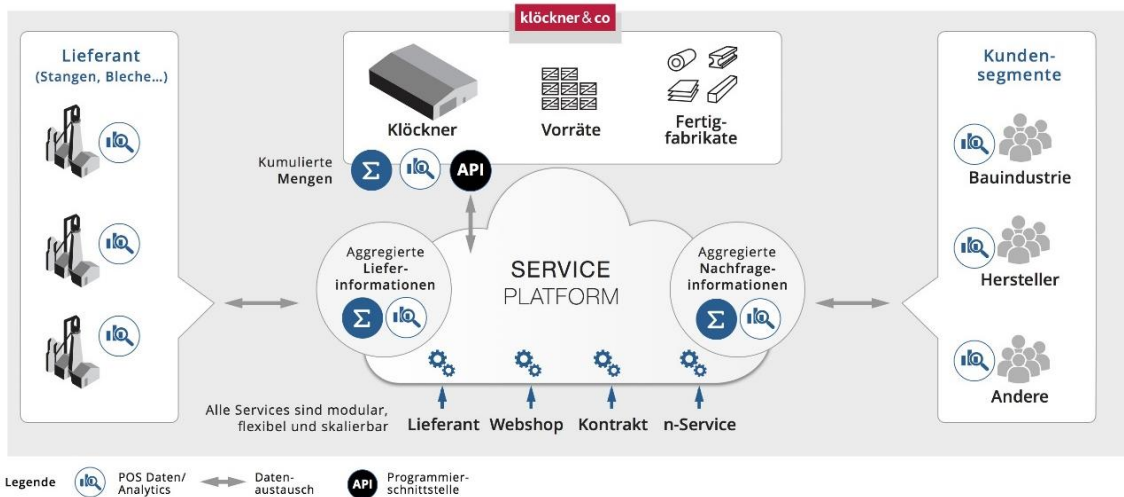 klöckner & co
Lieferant
(Stangen, Bleche...)
Klöckner
Vorräte
Fertig-
fabrikate
Kumulierte
Mengen
Σ
API
Kunden-
segmente
Bauindustrie
Hersteller
Andere
Aggregierte
Liefer-
informationen
Σ
SERVICE
PLATFORM
Aggregierte
Nachfrage-
informationen
Σ
Alle Services sind modular,
flexibel und skalierbar
Lieferant
Webshop
Kontrakt
n-Service
Legende
POS Daten/
Analytics
Daten-
austausch
API
Programmier-
schnittstelle